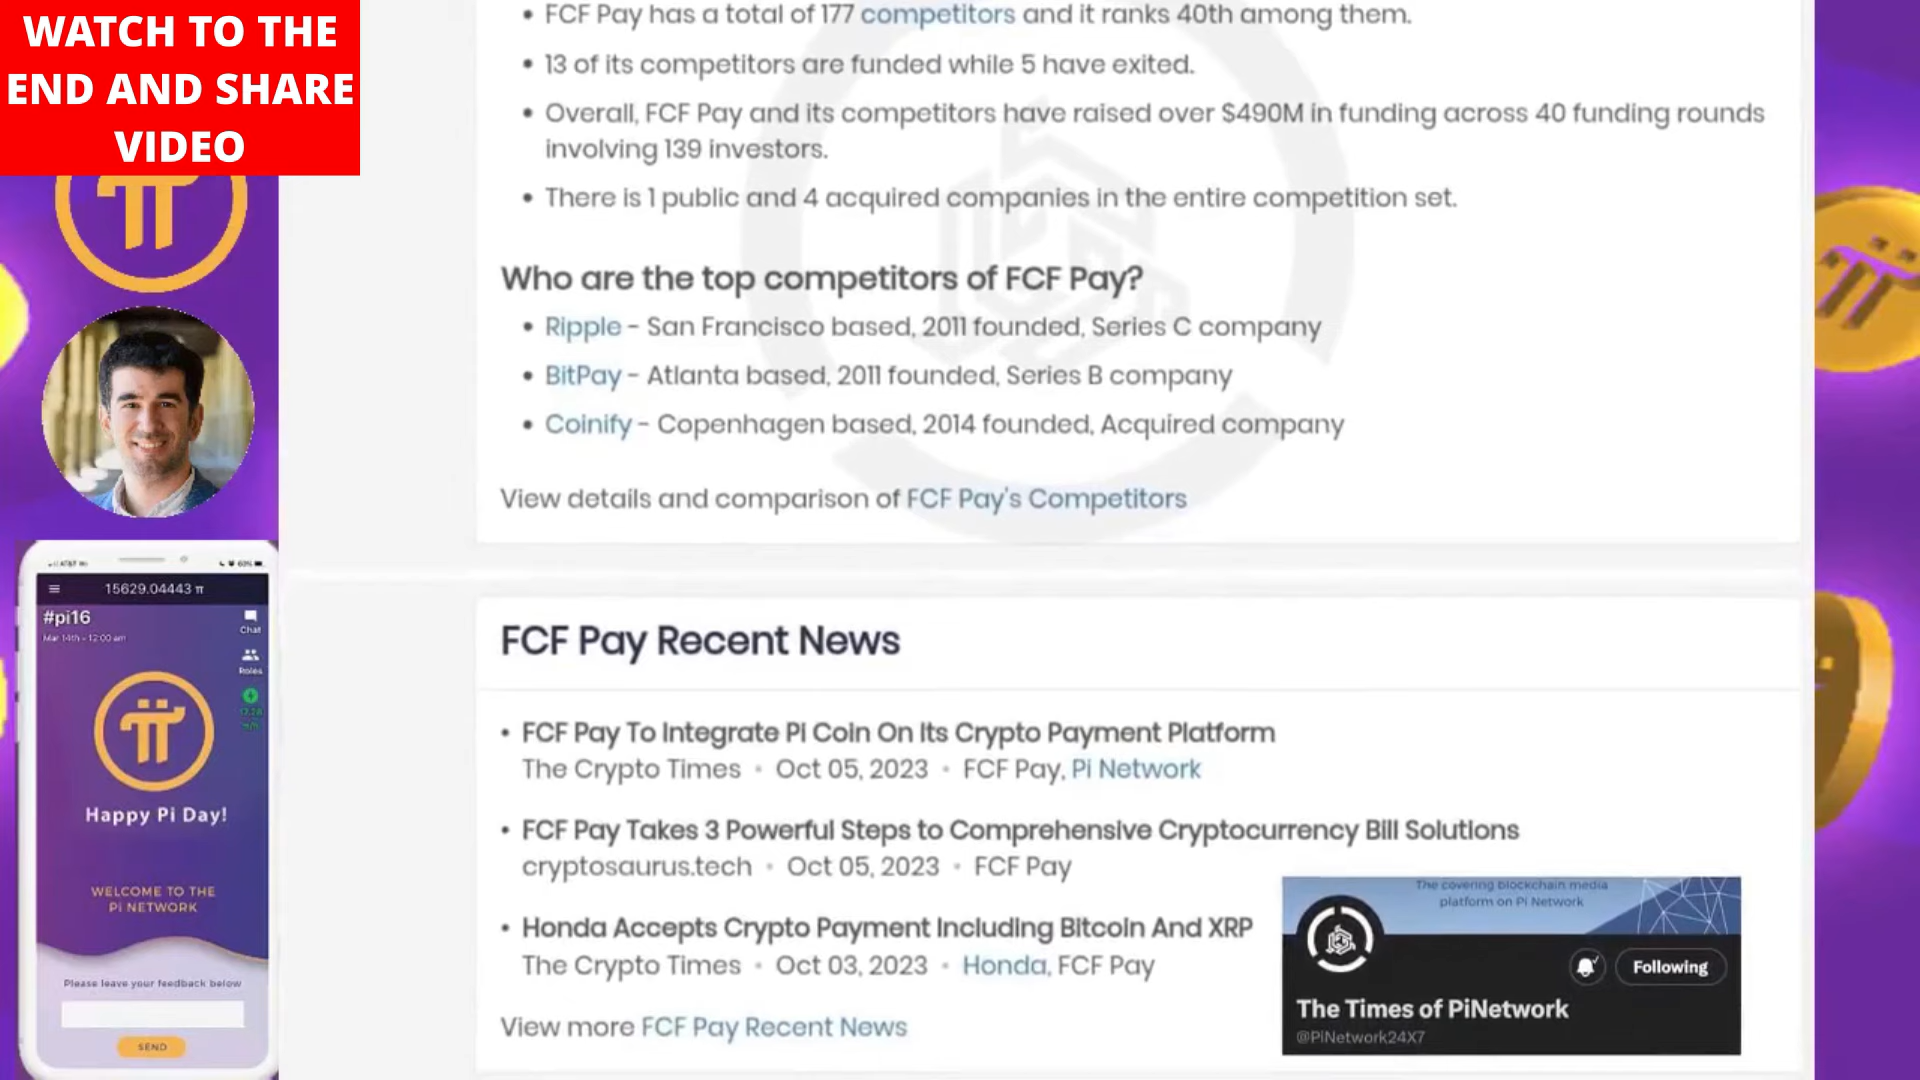 WATCH TO THE
END AND SHARE
VIDEO
• FCF Pay has a total of 177 competitors and it ranks 40th among them.
• 13 of its competitors are funded while 5 have exited.
• Overall, FCF Pay and its competitors have raised over $490M in funding across 40 funding rounds
involving 139 investors.
• There is 1 public and 4 acquired companies in the entire competition set.
Who are the top competitors of FCF Pay?
• Ripple - San Francisco based, 2011 founded, Series C company
• BitPay - Atlanta based, 2011 founded, Series B company
• Coinify - Copenhagen based, 2014 founded, Acquired company
View details and comparison of FCF Pay's Competitors
FCF Pay Recent News
• FCF Pay To Integrate Pi Coin On Its Crypto Payment Platform
The Crypto Times • Oct 05, 2023 • FCF Pay, Pi Network
• FCF Pay Takes 3 Powerful Steps to Comprehensive Cryptocurrency Bill Solutions
cryptosaurus.tech • Oct 05, 2023 • FCF Pay
• Honda Accepts Crypto Payment Including Bitcoin And XRP
The Crypto Times • Oct 03, 2023 • Honda, FCF Pay
View more FCF Pay Recent News
AT&T
60%
15629.04443 π
#pi16
Mar 14th - 12:00 am
Chat
Roles
Happy Pi Day!
WELCOME TO THE
Pi NETWORK
Please leave your feedback below
SEND
The covering blockchain media
platform on Pi Network
Following
The Times of PiNetwork
@PiNetwork24X7